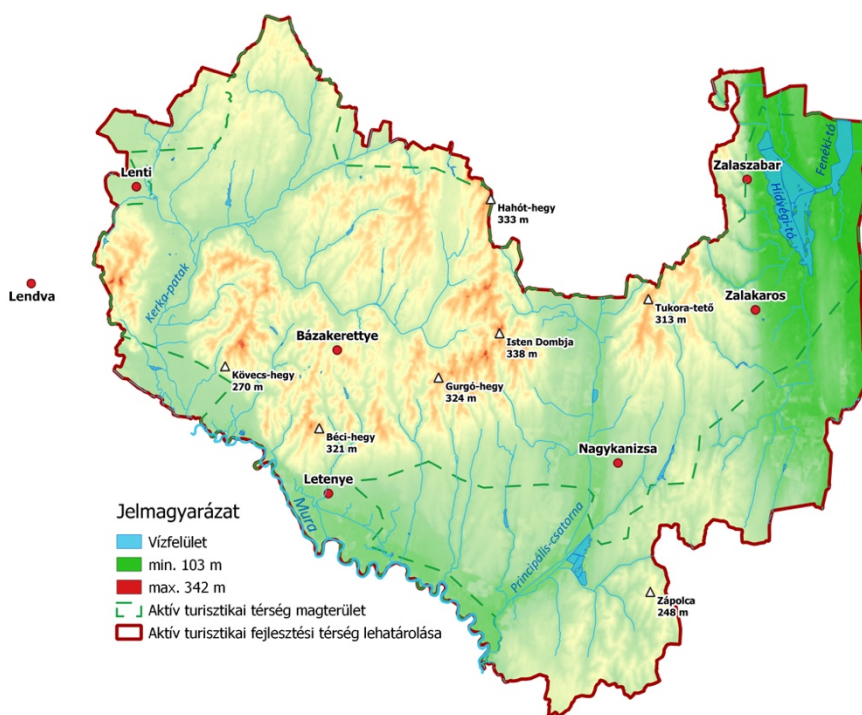 Lenti
Zalaszabar
Fenéki-tó
Hídvégi-tó
Hahót-hegy
333 m
Lendva
Kerka-patak
Tukora-tető
313 m
Zalakaros
Isten Dombja
338 m
Bázakerettye
Kövecs-hegy
270 m
Gurgó-hegy
324 m
Béci-hegy
321 m
Nagykanizsa
Letenye
Mura
Principális-csatorna
Zápolca
248 m
Jelmagyarázat
Vízfelület
min. 103 m
max. 342 m
Aktív turisztikai térség magterület
Aktív turisztikai fejlesztési térség lehatárolása